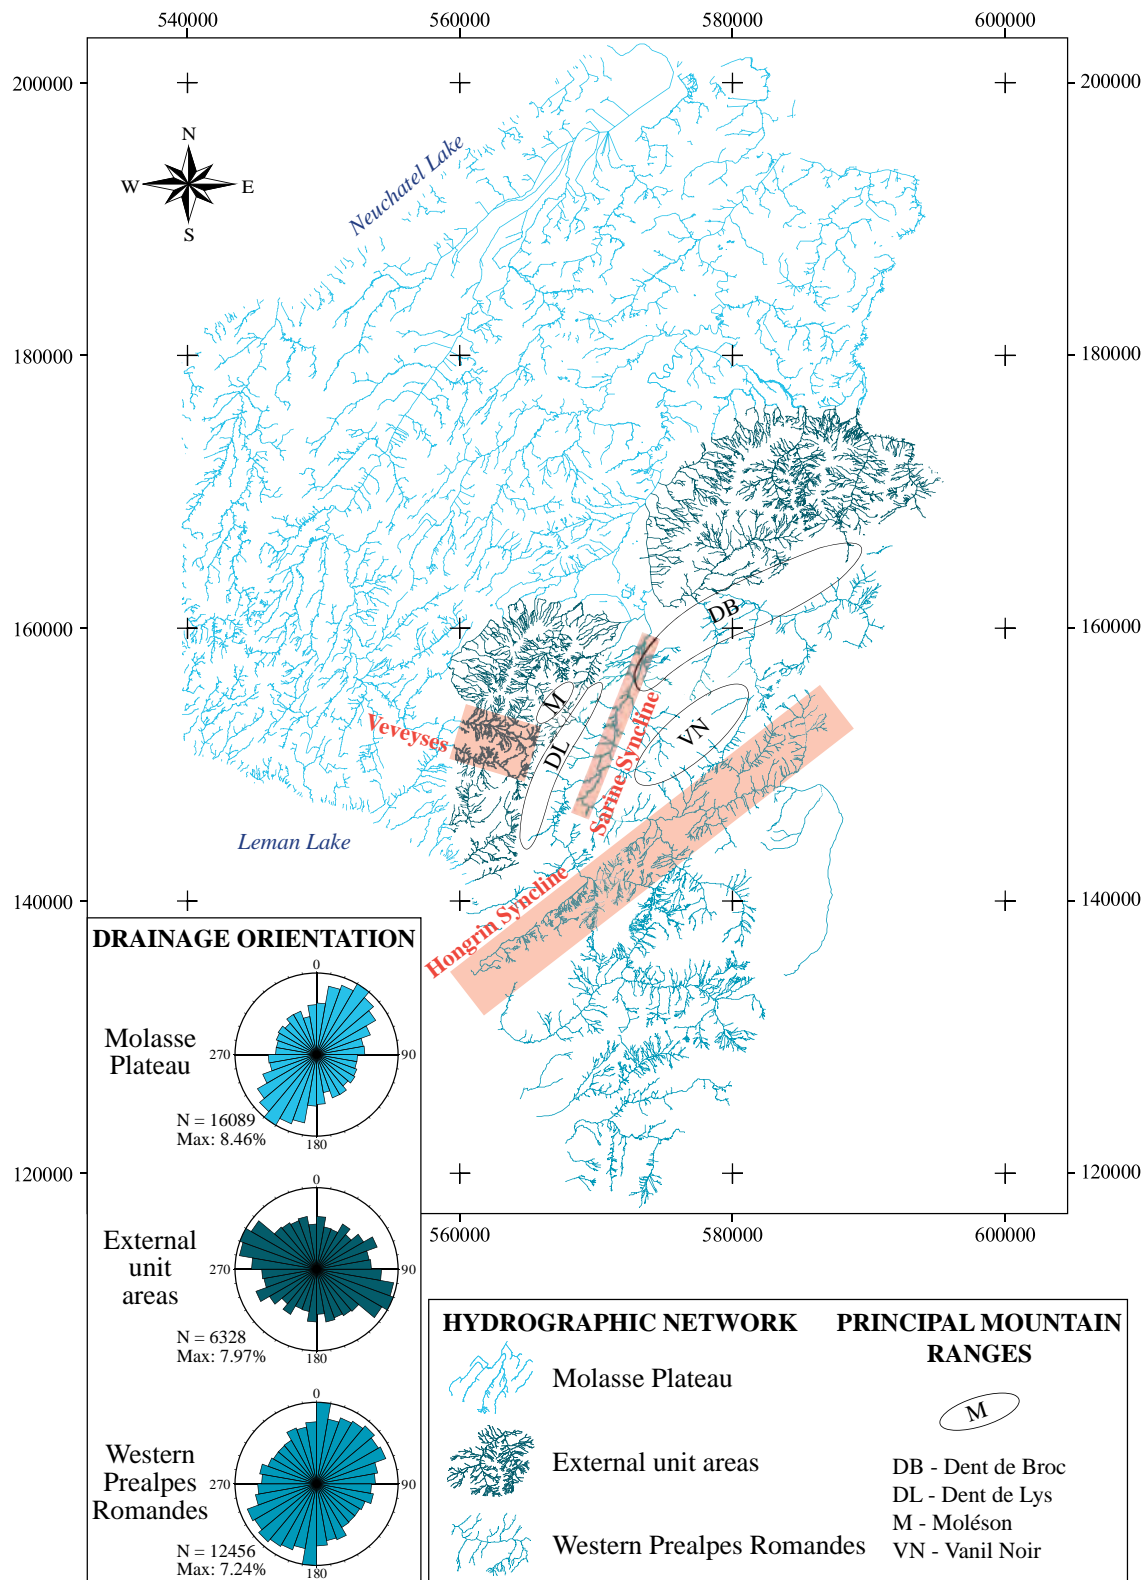 540000
560000
580000
600000
200000
200000
N
W
E
S
Neuchatel Lake
180000
180000
160000
160000
DB
M
DL
VN
Veveyses
Sarine Syncline
Hongrin Syncline
Leman Lake
140000
140000
120000
120000
560000
580000
600000
DRAINAGE ORIENTATION
Molasse
Plateau
0
90
180
270
N = 16089
Max: 8.46%
External
unit
areas
0
90
180
270
N = 6328
Max: 7.97%
Western
Prealpes
Romandes
0
90
180
270
N = 12456
Max: 7.24%
HYDROGRAPHIC NETWORK
Molasse Plateau
External unit areas
Western Prealpes Romandes
PRINCIPAL MOUNTAIN
RANGES
M
DB - Dent de Broc
DL - Dent de Lys
M - Moléson
VN - Vanil Noir